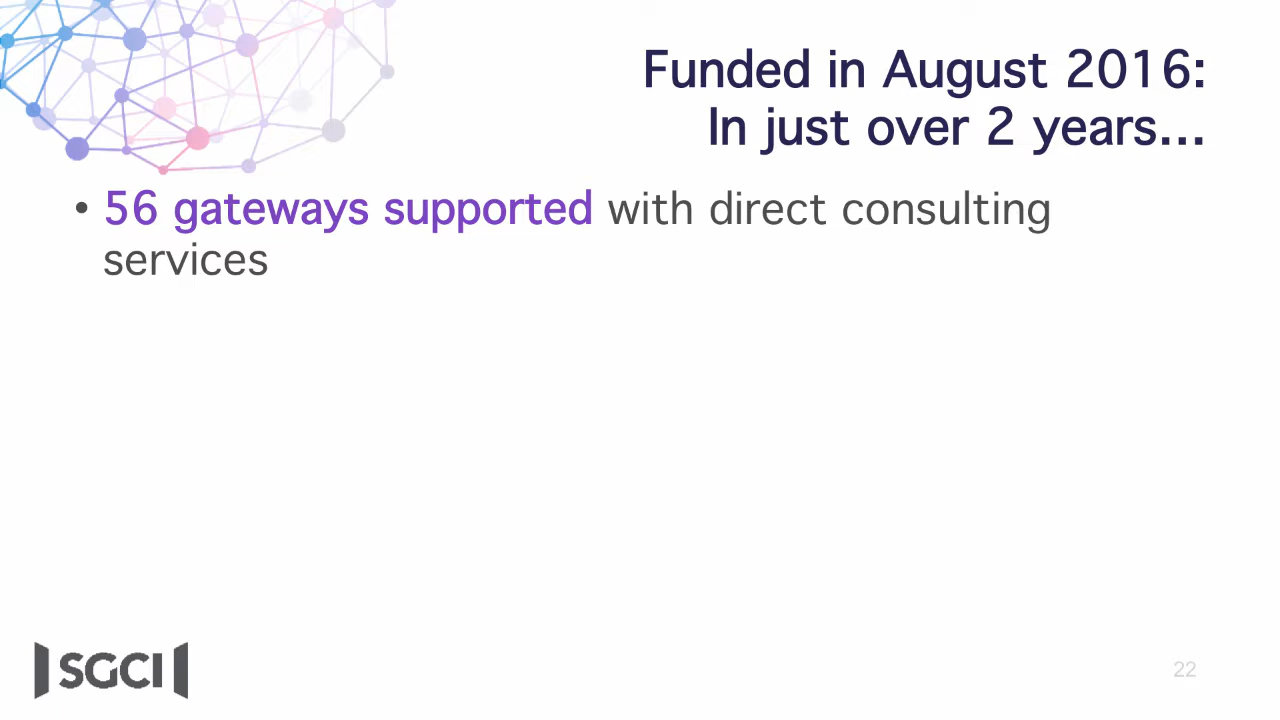 Funded in August 2016:
In just over 2 years...
• 56 gateways supported with direct consulting
services
SGCI
22